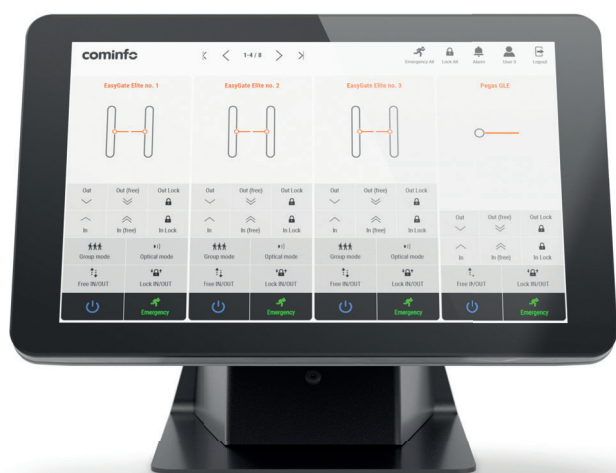 cominfo
1-4 / 8
Emergency All Lock All Alarm User 0 Logout
EasyGate Elite no. 1 EasyGate Elite no. 2 EasyGate Elite no. 3 Pegas GLE
Out Out (free) Out Lock Out Out (free) Out Lock Out Out (free) Out Lock
Out Out (free) Out Lock
In In (free) In Lock In In (free) In Lock In In (free) In Lock
In In (free) In Lock
Group mode Optical mode Group mode Optical mode Group mode Optical mode
Free IN/OUT Lock IN/OUT Free IN/OUT Lock IN/OUT Free IN/OUT Lock IN/OUT Free IN/OUT Lock IN/OUT
Emergency Emergency Emergency Emergency